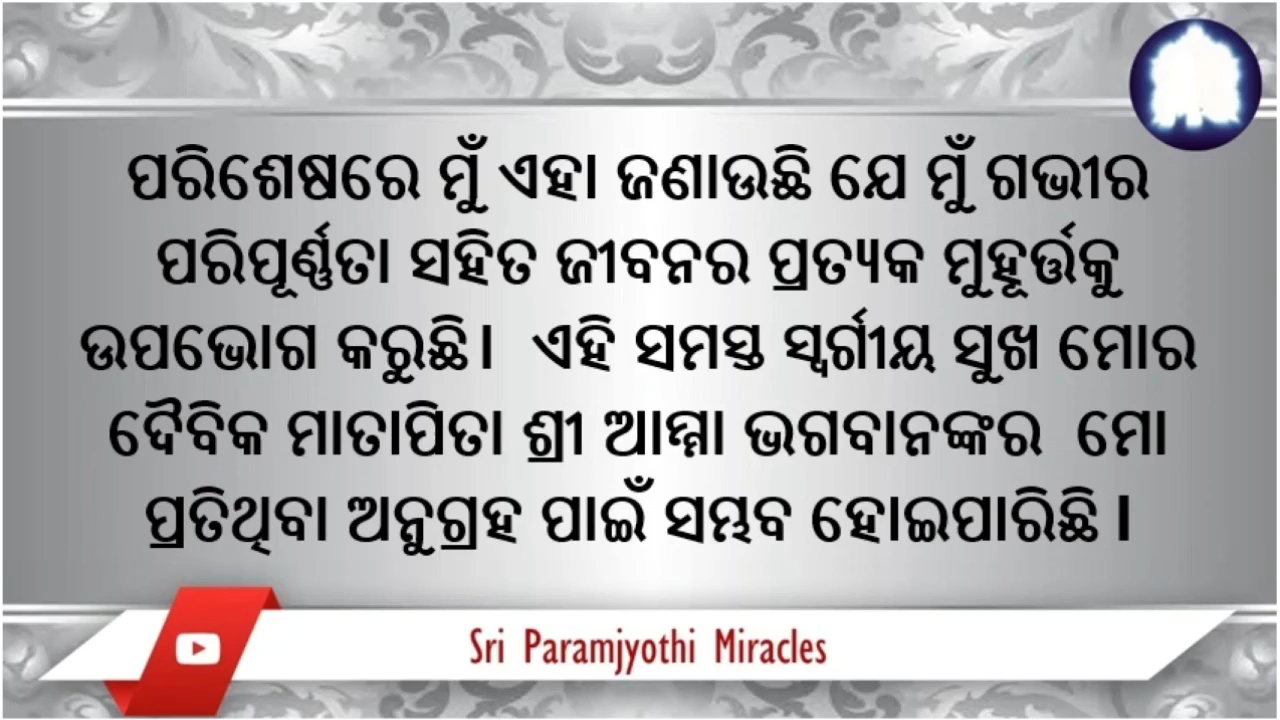 ପରିଶେଷରେ ମୁଁ ଏହା ଜଣାଉଛି ଯେ ମୁଁ ଗଭୀର
ପରିପୂର୍ଣ୍ଣତା ସହିତ ଜୀବନର ପ୍ରତ୍ୟକ ମୁହୂର୍ତ୍ତକୁ
ଉପଭୋଗ କରୁଛି। ଏହି ସମସ୍ତ ସ୍ୱର୍ଗୀୟ ସୁଖ ମୋର
ଦୈବିକ ମାତାପିତା ଶ୍ରୀ ଆମ୍ମା ଭଗବାନଙ୍କର ମୋ
ପ୍ରତିଥିବା ଅନୁଗ୍ରହ ପାଇଁ ସମ୍ଭବ ହୋଇପାରିଛି ।
Sri Paramjyothi Miracles